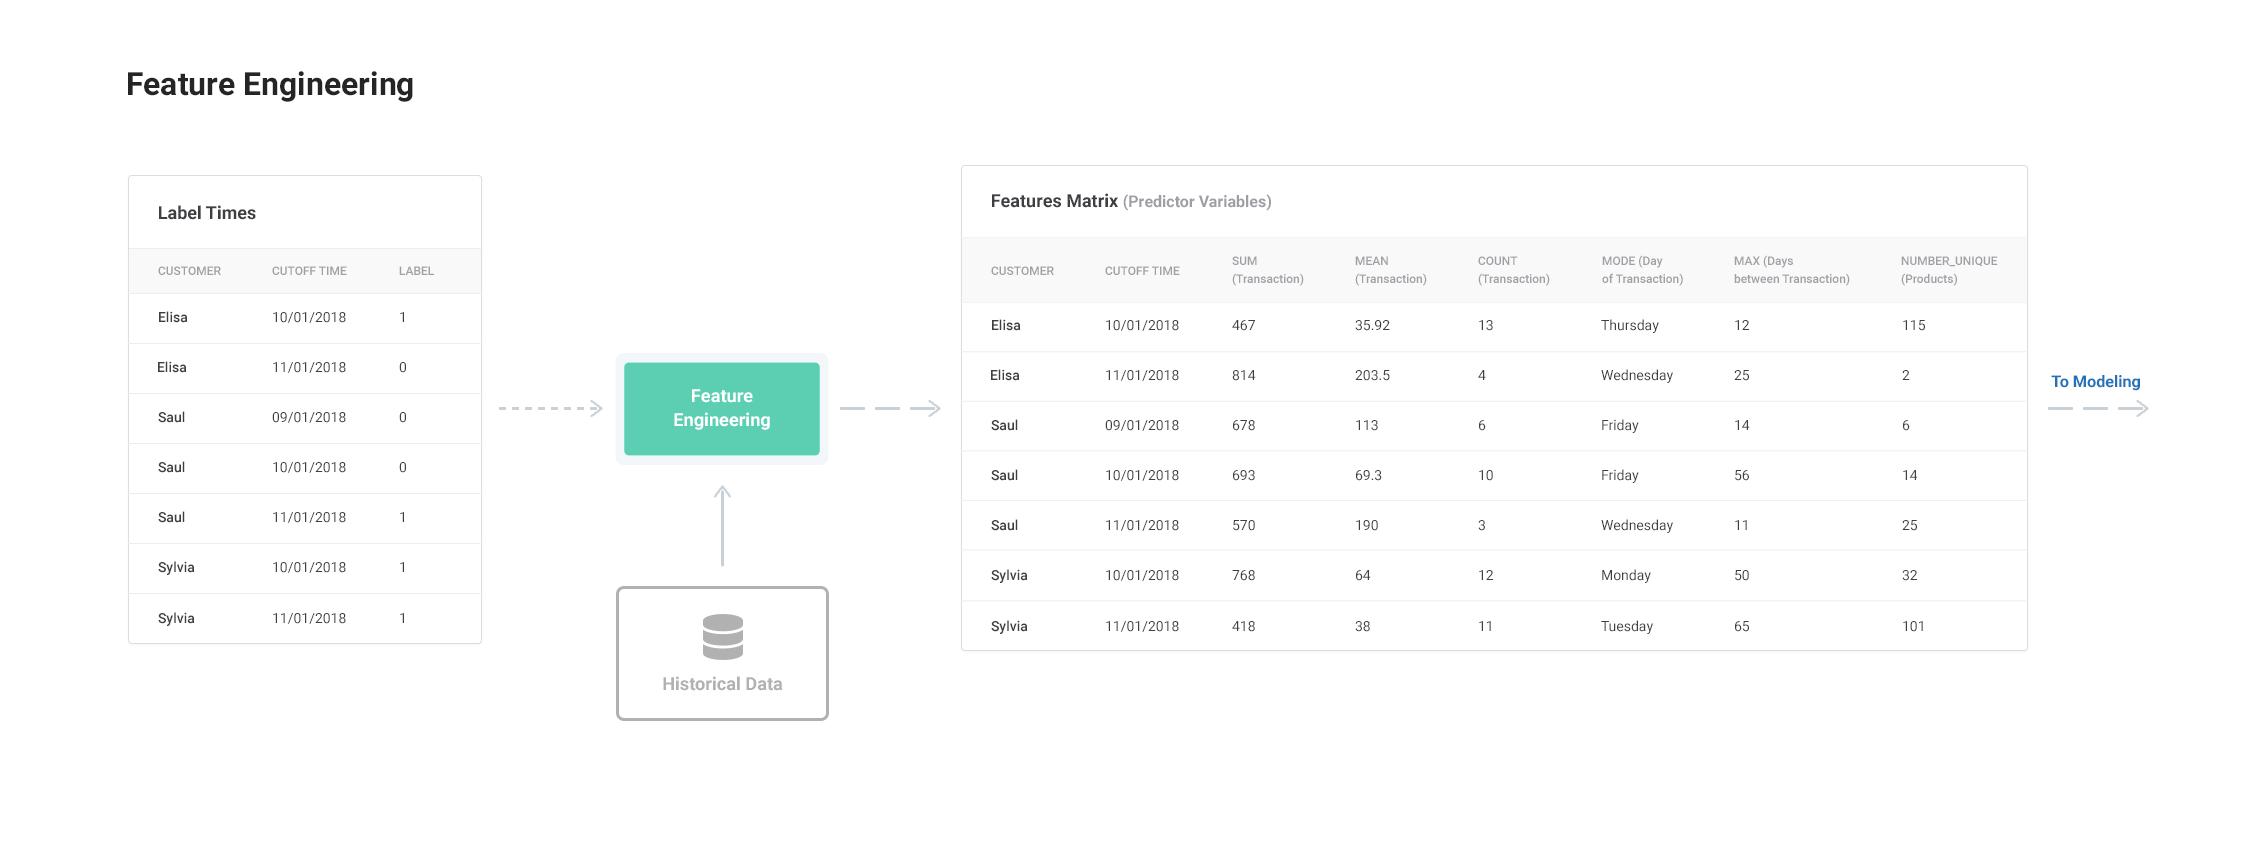 Feature Engineering
Label Times
CUSTOMER CUTOFF TIME LABEL
Elisa 10/01/2018 1
Elisa 11/01/2018 0
Saul 09/01/2018 0
Saul 10/01/2018 0
Saul 11/01/2018 1
Sylvia 10/01/2018 1
Sylvia 11/01/2018 1
Feature
Engineering
Historical Data
Features Matrix (Predictor Variables)
CUSTOMER CUTOFF TIME SUM (Transaction) MEAN (Transaction) COUNT (Transaction) MODE (Day of Transaction) MAX (Days between Transaction) NUMBER_UNIQUE (Products)
Elisa 10/01/2018 467 35.92 13 Thursday 12 115
Elisa 11/01/2018 814 203.5 4 Wednesday 25 2
Saul 09/01/2018 678 113 6 Friday 14 6
Saul 10/01/2018 693 69.3 10 Friday 56 14
Saul 11/01/2018 570 190 3 Wednesday 11 25
Sylvia 10/01/2018 768 64 12 Monday 50 32
Sylvia 11/01/2018 418 38 11 Tuesday 65 101
To Modeling